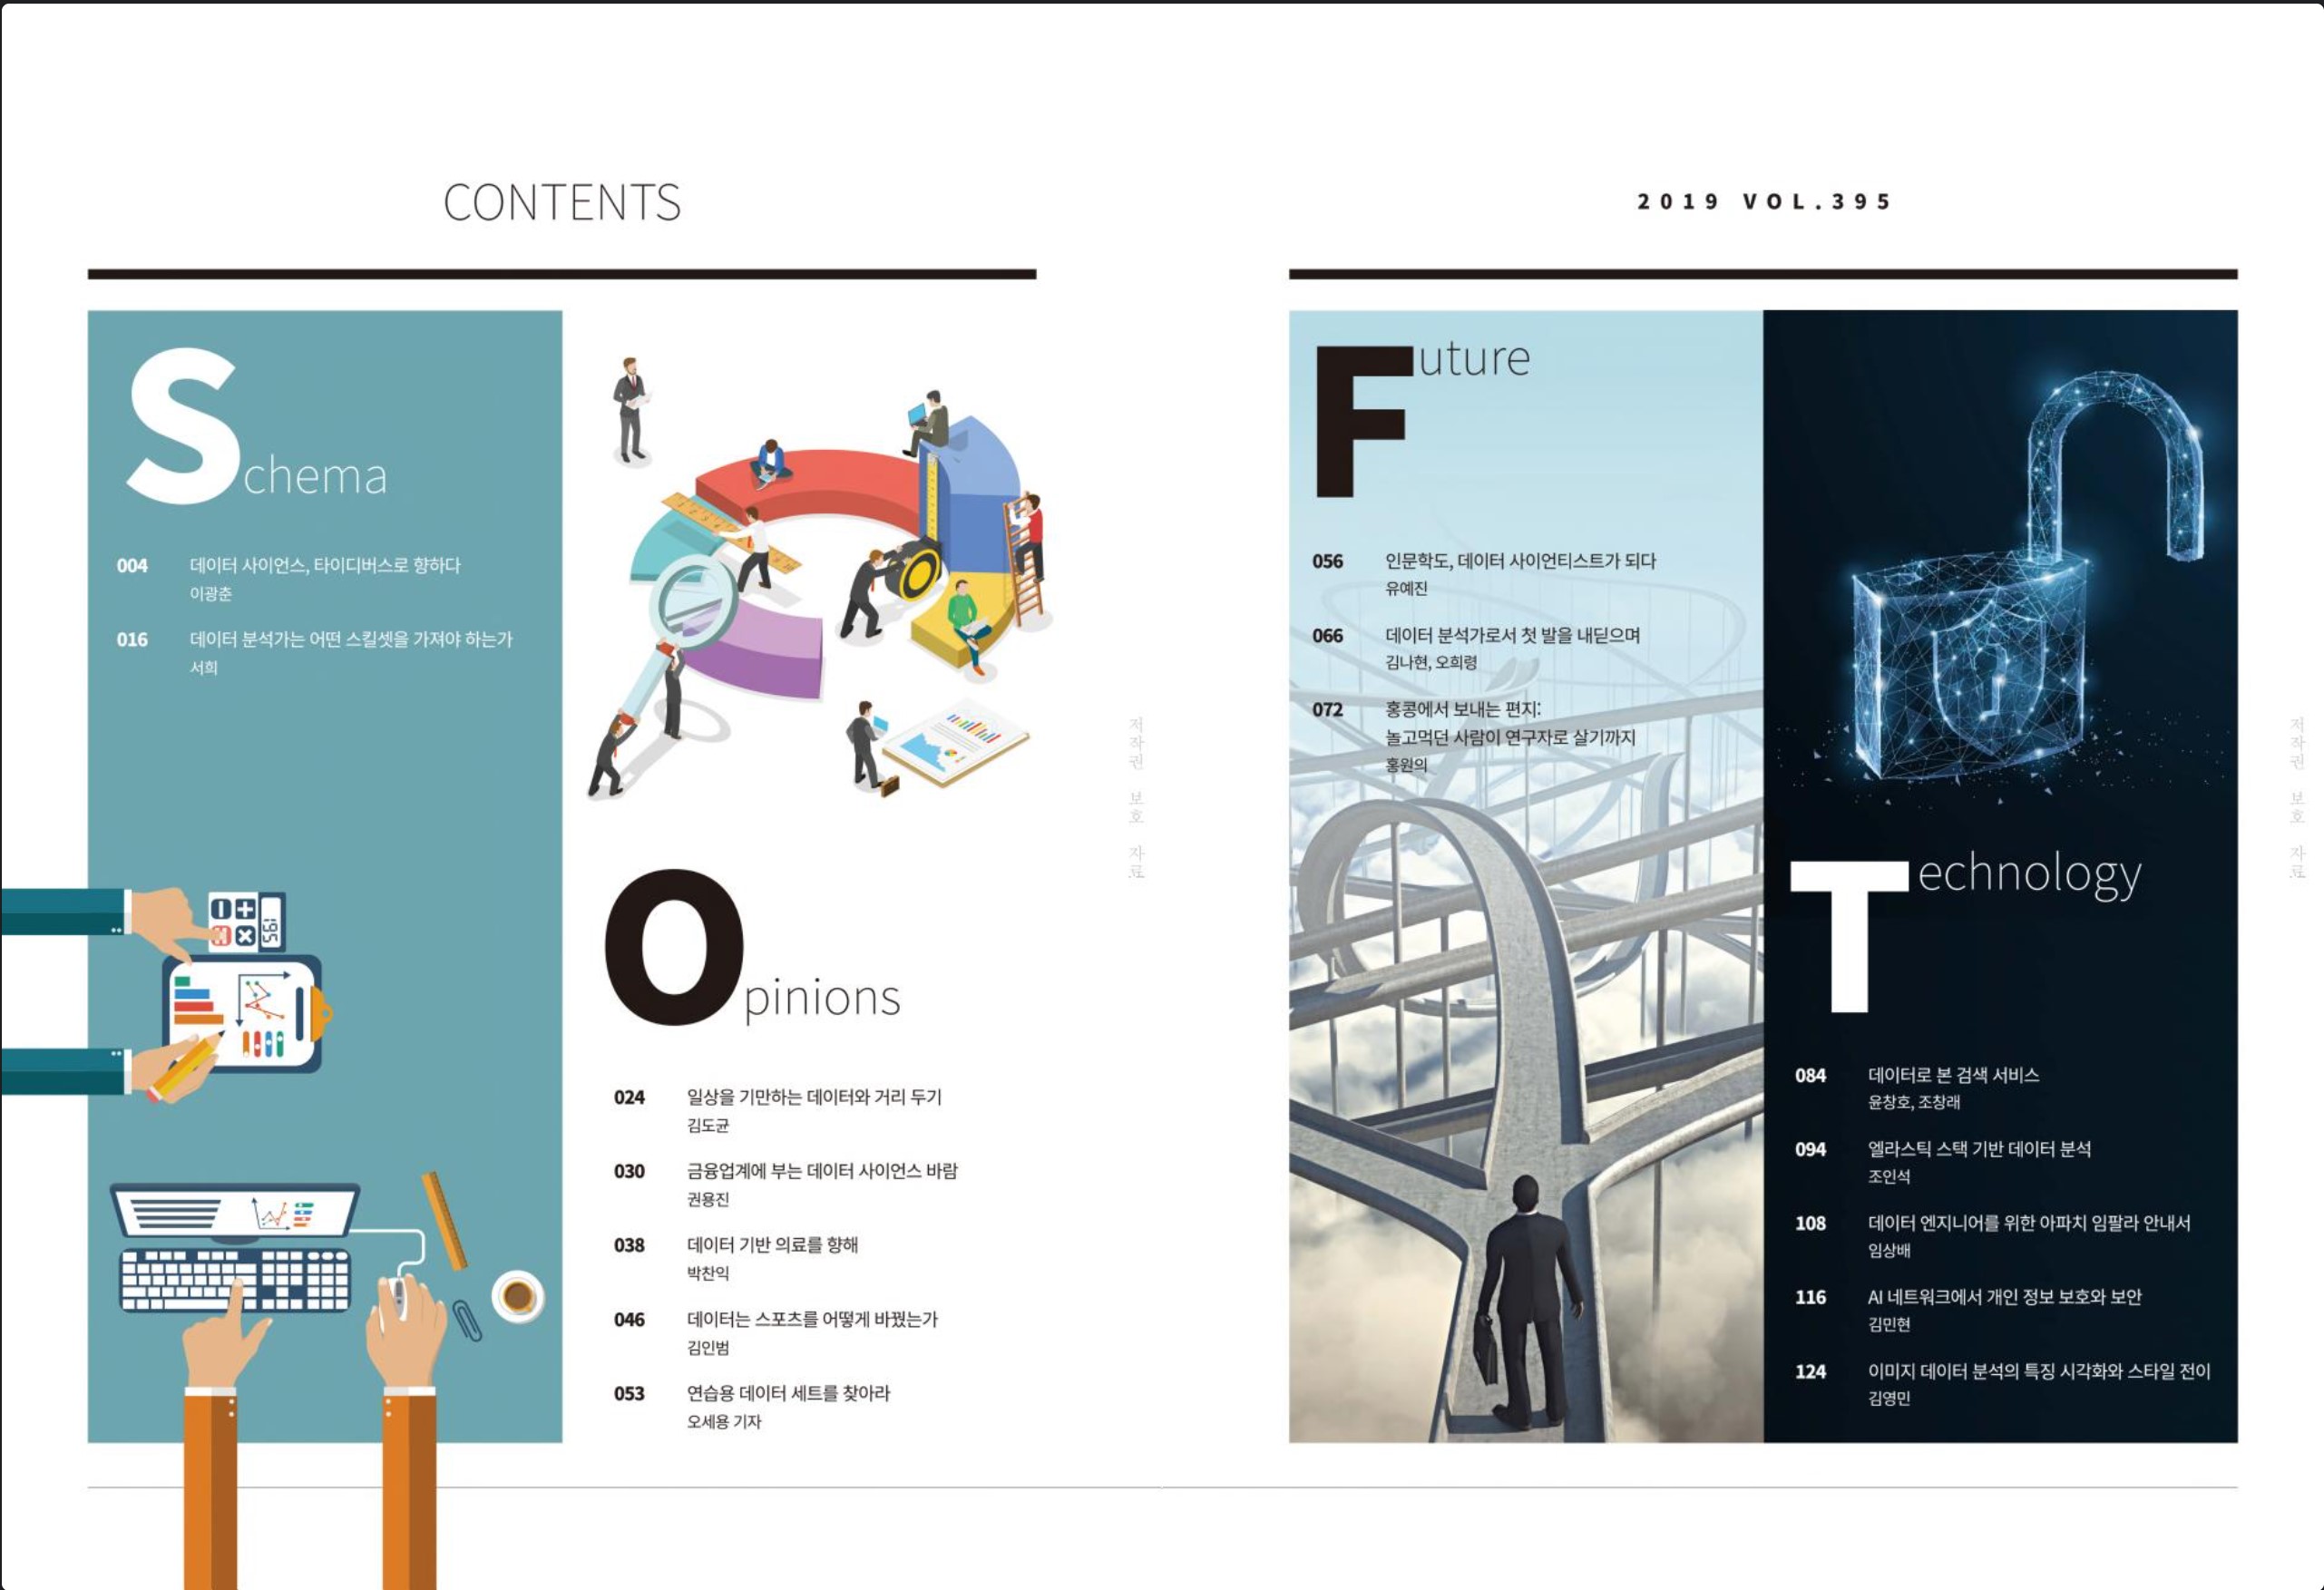 CONTENTS
2019 VOL.395
Schema
004 데이터 사이언스, 타이디버스로 향하다
이광춘
016 데이터 분석가는 어떤 스킬셋을 가져야 하는가
서희
Opinions
024 일상을 기만하는 데이터와 거리 두기
김도균
030 금융업계에 부는 데이터 사이언스 바람
권용진
038 데이터 기반 의료를 향해
박찬익
046 데이터는 스포츠를 어떻게 바꿨는가
김인범
053 연습용 데이터 세트를 찾아라
오세용 기자
저작권 보호 자료
Future
056 인문학도, 데이터 사이언티스트가 되다
유예진
066 데이터 분석가로서 첫 발을 내딛으며
김나현, 오희령
072 홍콩에서 보내는 편지:
놀고먹던 사람이 연구자로 살기까지
홍원의
Technology
084 데이터로 본 검색 서비스
윤창호, 조창래
094 엘라스틱 스택 기반 데이터 분석
조인석
108 데이터 엔지니어를 위한 아파치 임팔라 안내서
임상배
116 AI 네트워크에서 개인 정보 보호와 보안
김민현
124 이미지 데이터 분석의 특징 시각화와 스타일 전이
김영민
저작권 보호 자료